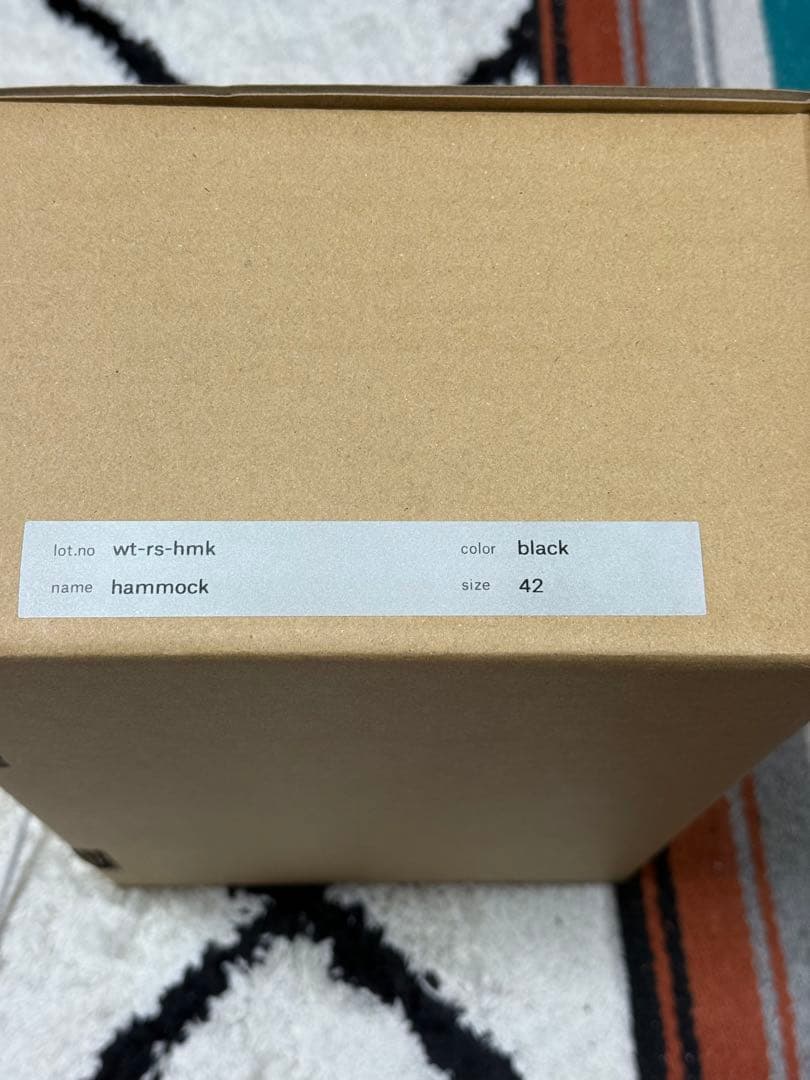 lot.no wt-rs-hmk color black
name hammock size 42